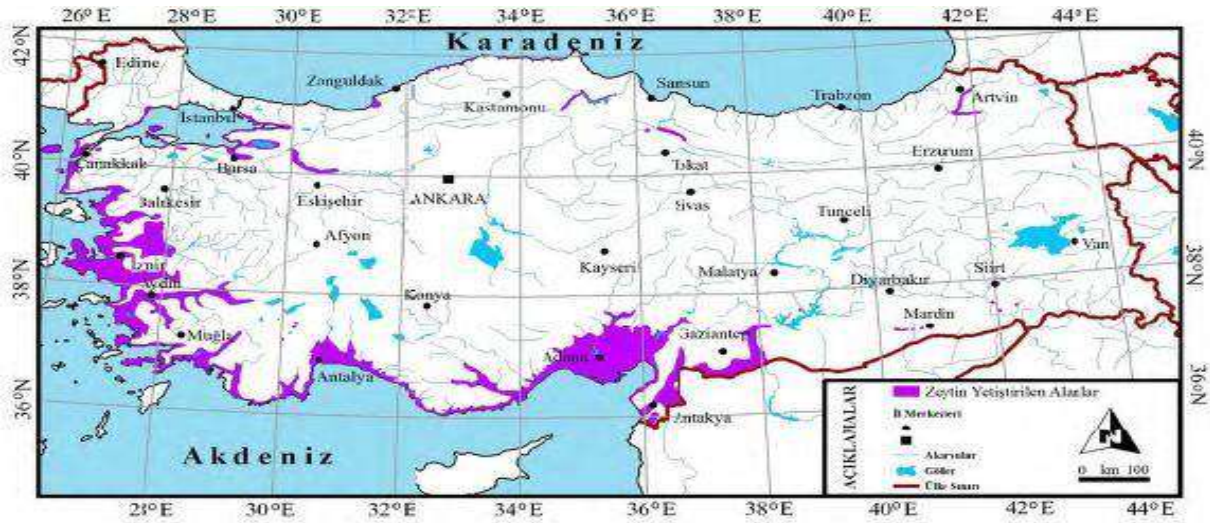 26°E 28°E 30°E 32°E 34°E 36°E 38°E 40°E 42°E 44°E
42°N
40°N
38°N
36°N
Karadeniz
Edirne
Zonguldak
Kastamonu
Samsun
Trabzon
Artvin
İstanbul
40°N
Çanakkale
Bursa
Tokat
Erzurum
Balıkesir
Eskişehir
ANKARA
Sivas
Tunceli
Afyon
Van
İzmir
Kayseri
Malatya
Siirt
38°N
Aydın
Konya
Diyarbakır
Muğla
Gaziantep
Mardin
Adana
Antalya
36°N
Antakya
Akdeniz
AÇIKLAMALAR
Zeytin Yetiştirilen Alanlar
İl Merkezleri
Akarsular
Göller
Ülke Sınırı
N
0 km 100
28°E 30°E 32°E 34°E 36°E 38°E 40°E 42°E 44°E